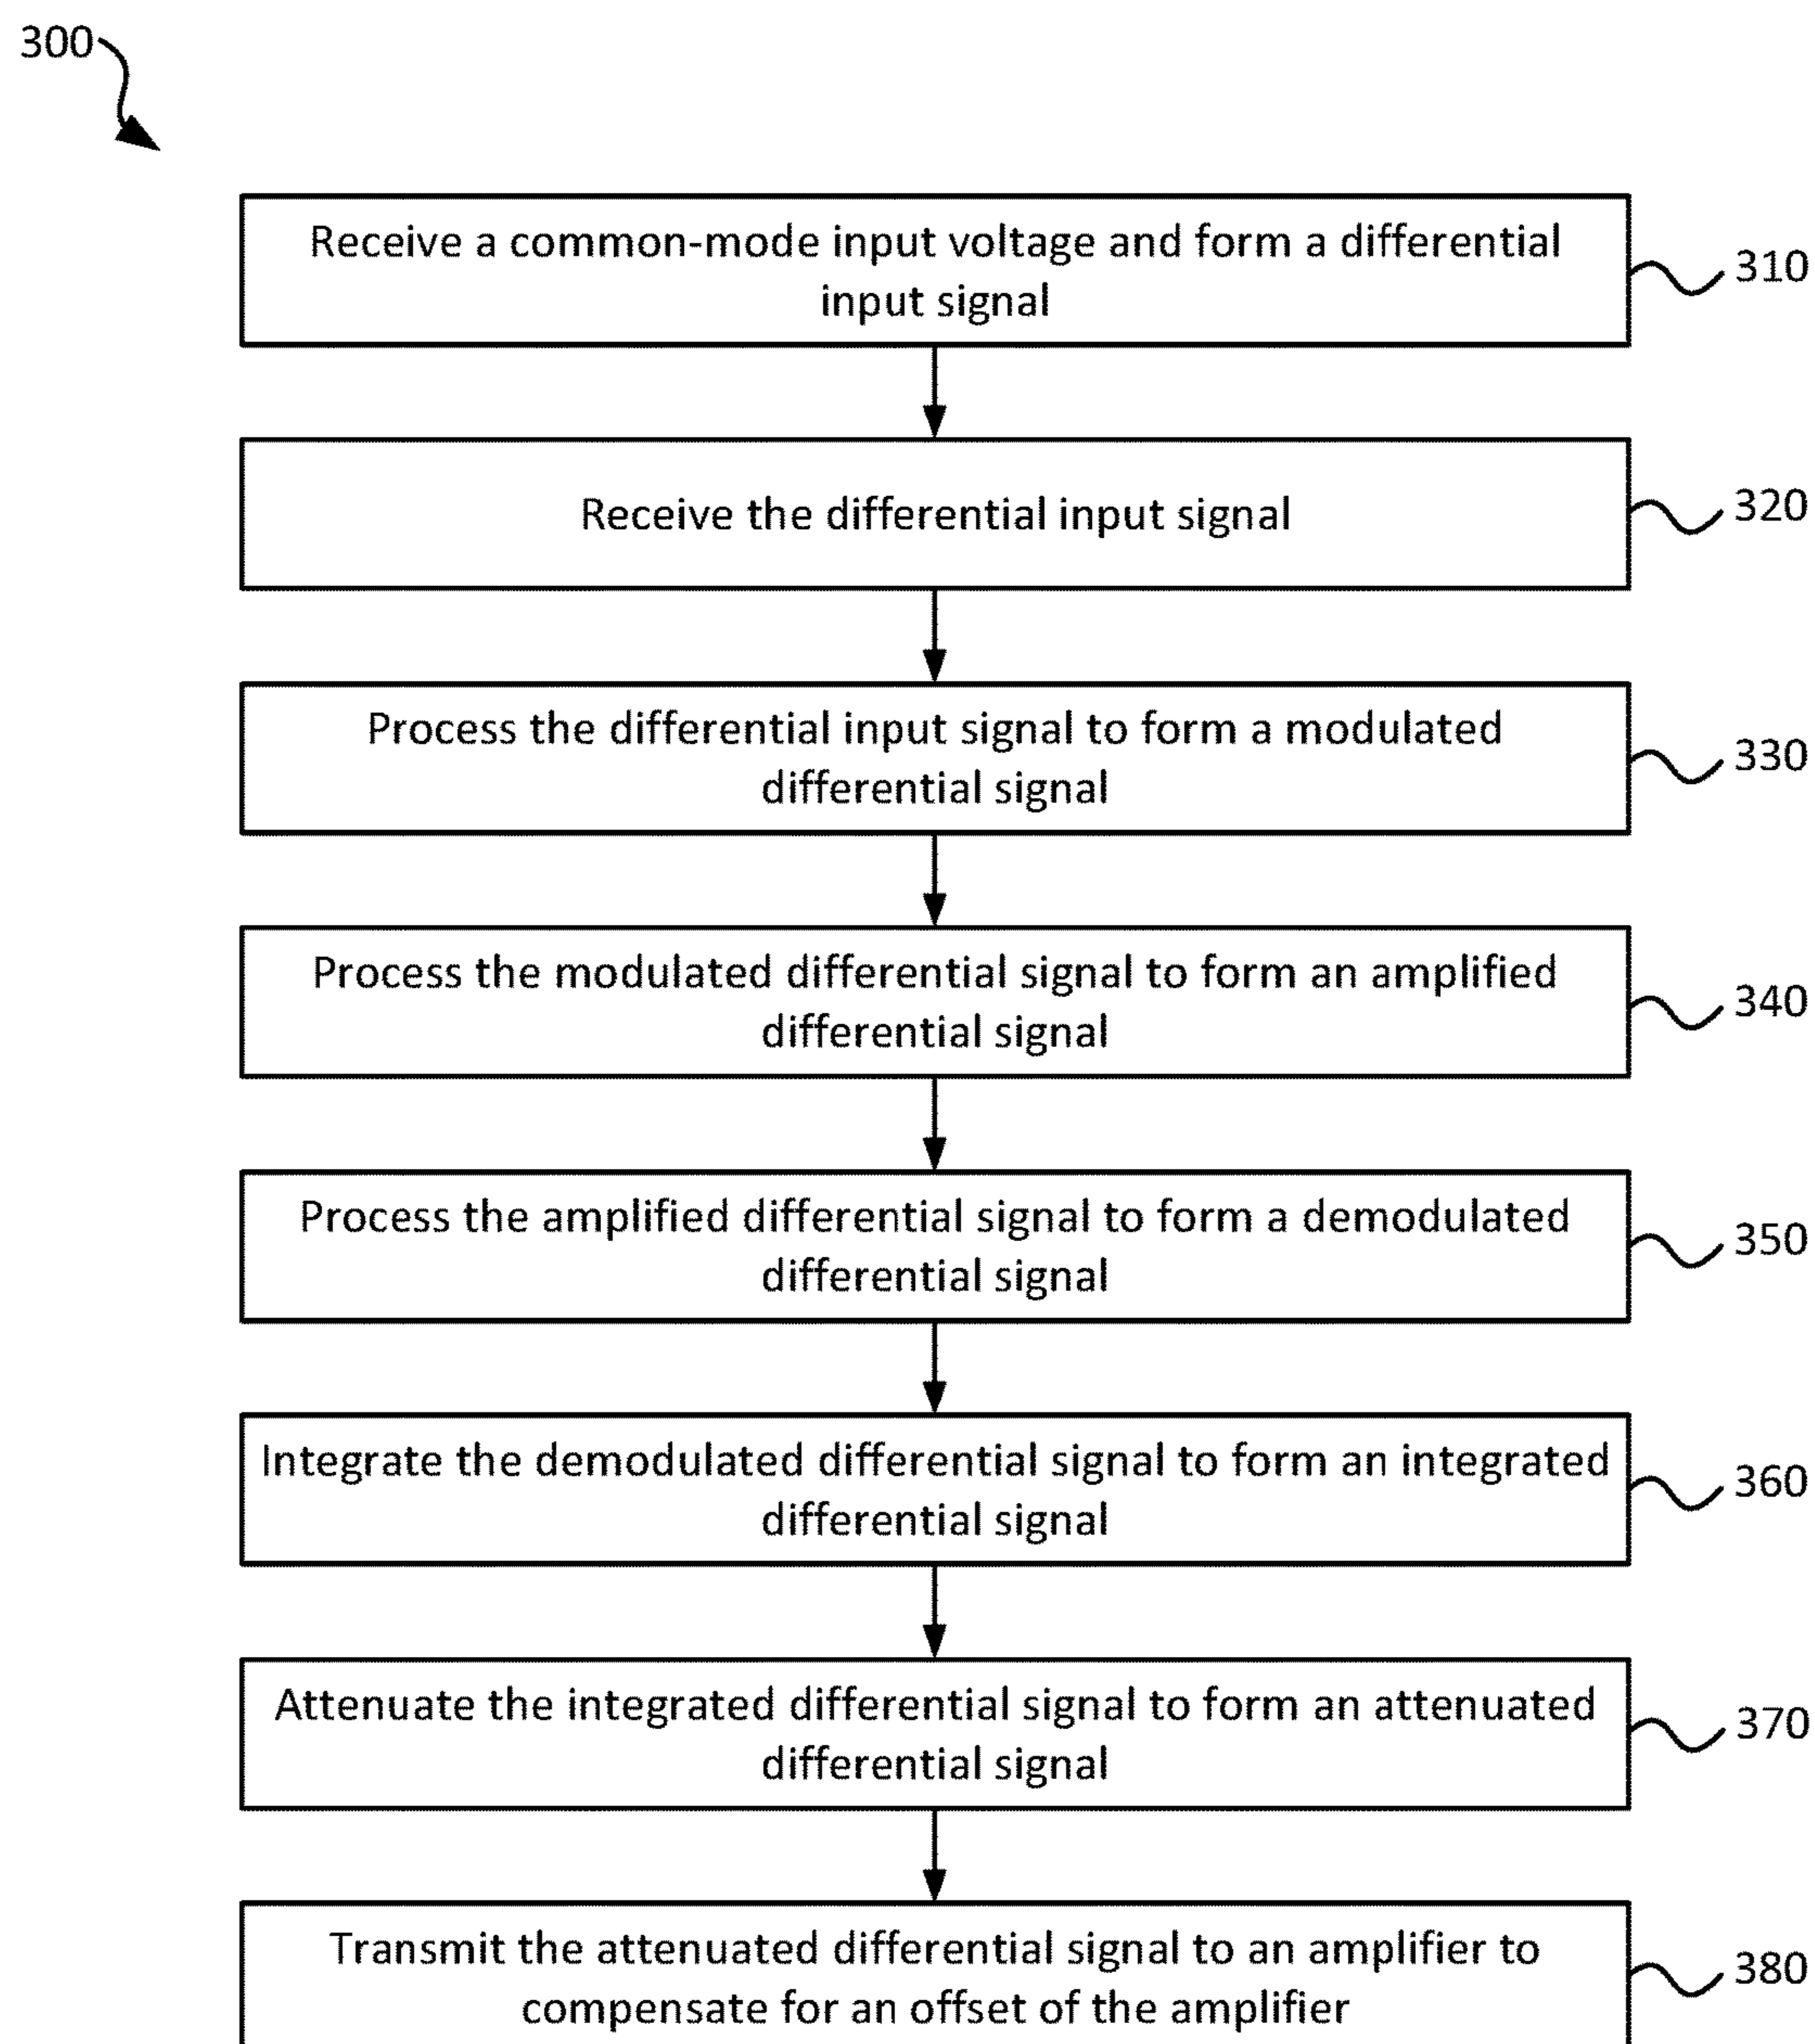 300
Receive a common-mode input voltage and form a differential
input signal
310
Receive the differential input signal
320
Process the differential input signal to form a modulated
differential signal
330
Process the modulated differential signal to form an amplified
differential signal
340
Process the amplified differential signal to form a demodulated
differential signal
350
Integrate the demodulated differential signal to form an integrated
differential signal
360
Attenuate the integrated differential signal to form an attenuated
differential signal
370
Transmit the attenuated differential signal to an amplifier to
compensate for an offset of the amplifier
380